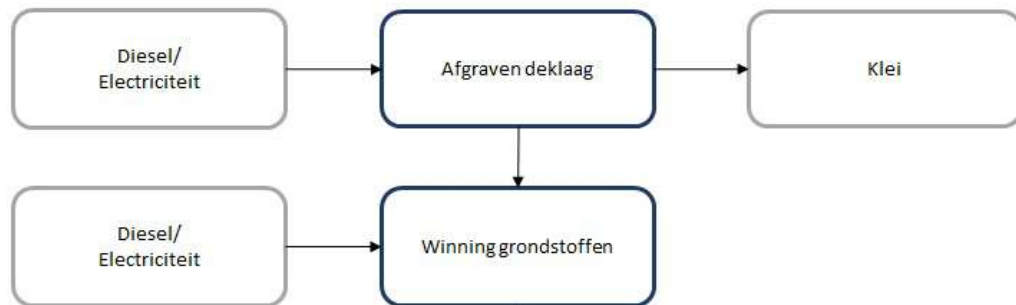 Diesel/
Electriciteit
Afgraven deklaag
Klei
Diesel/
Electriciteit
Winning grondstoffen